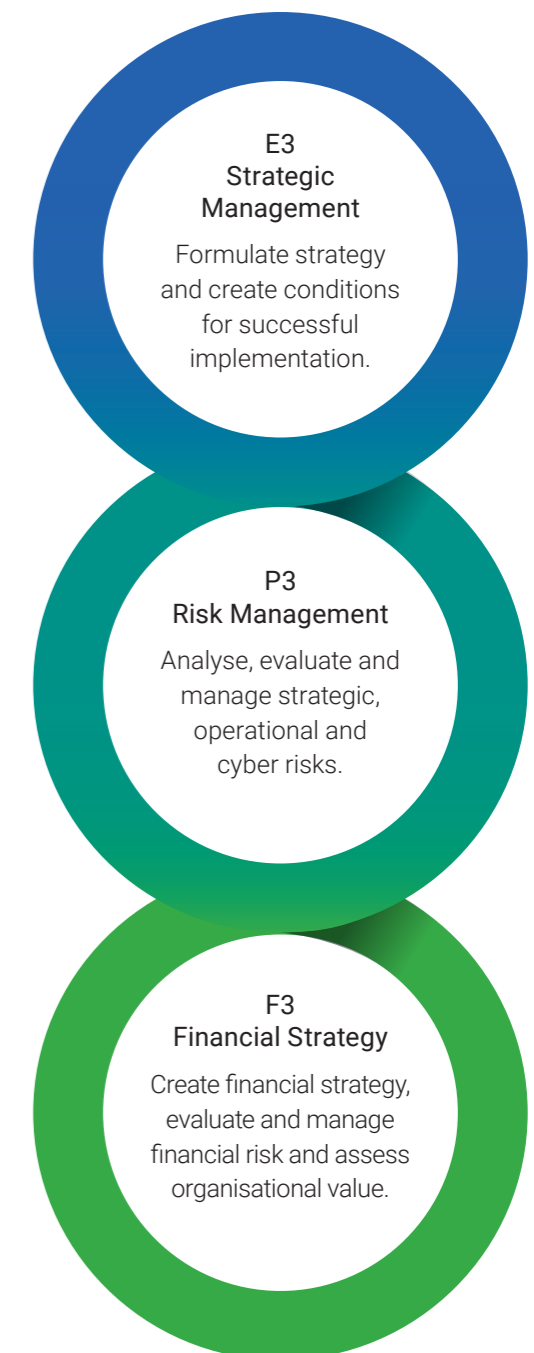 E3
Strategic
Management
Formulate strategy
and create conditions
for successful
implementation.
P3
Risk Management
Analyse, evaluate and
manage strategic,
operational and
cyber risks.
F3
Financial Strategy
Create financial strategy,
evaluate and manage
financial risk and assess
organisational value.